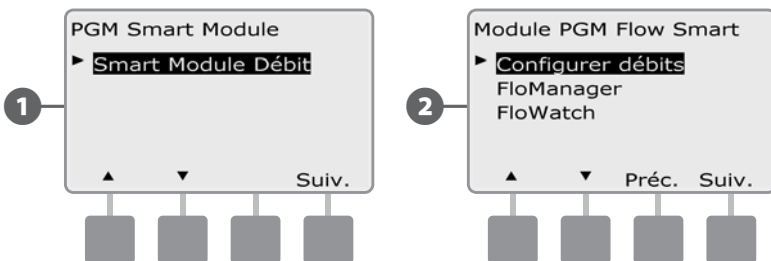 1
PGM Smart Module
► Smart Module Débit
▲ ▼ Suiv.
2
Module PGM Flow Smart
► Configurer débits
FloManager
FloWatch
▲ ▼ Préc. Suiv.